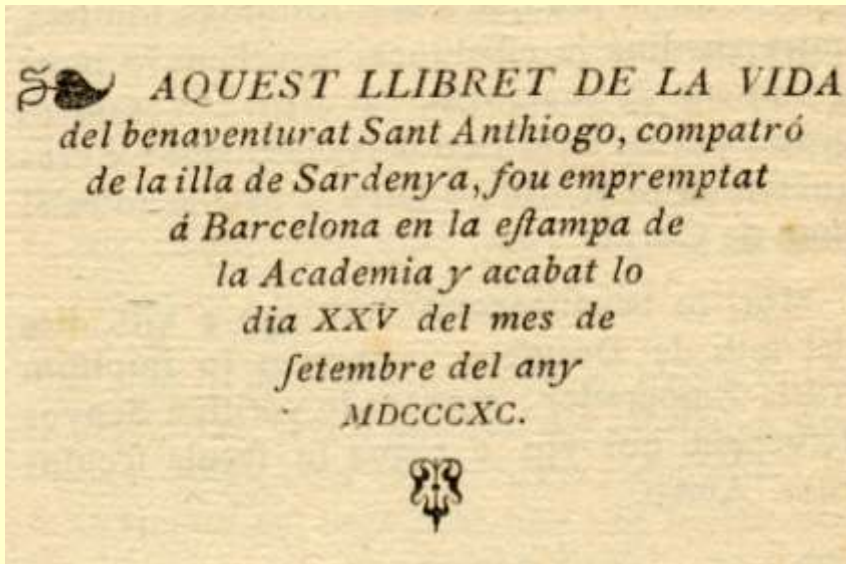 AQUEST LLIBRET DE LA VIDA
del benaventurat Sant Anthiogo, compatró
de la illa de Sardenya, fou empremptat
á Barcelona en la eſtampa de
la Academia y acabat lo
dia XXV del mes de
ſetembre del any
MDCCCXC.